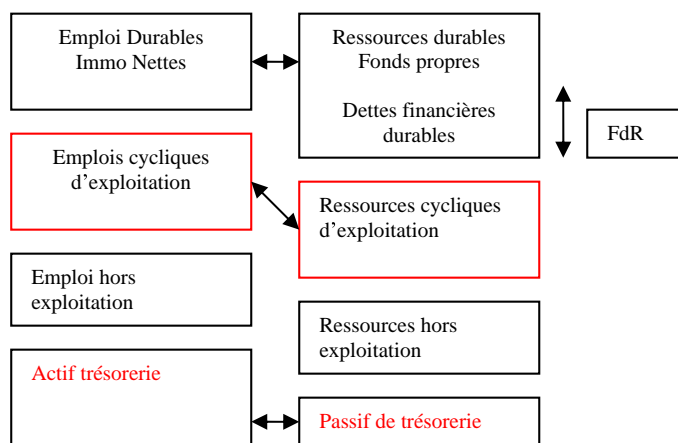 Emploi Durables
Immo Nettes
Ressources durables
Fonds propres
Dettes financières
durables
FdR
Emplois cycliques
d’exploitation
Ressources cycliques
d’exploitation
Emploi hors
exploitation
Ressources hors
exploitation
Actif trésorerie
Passif de trésorerie